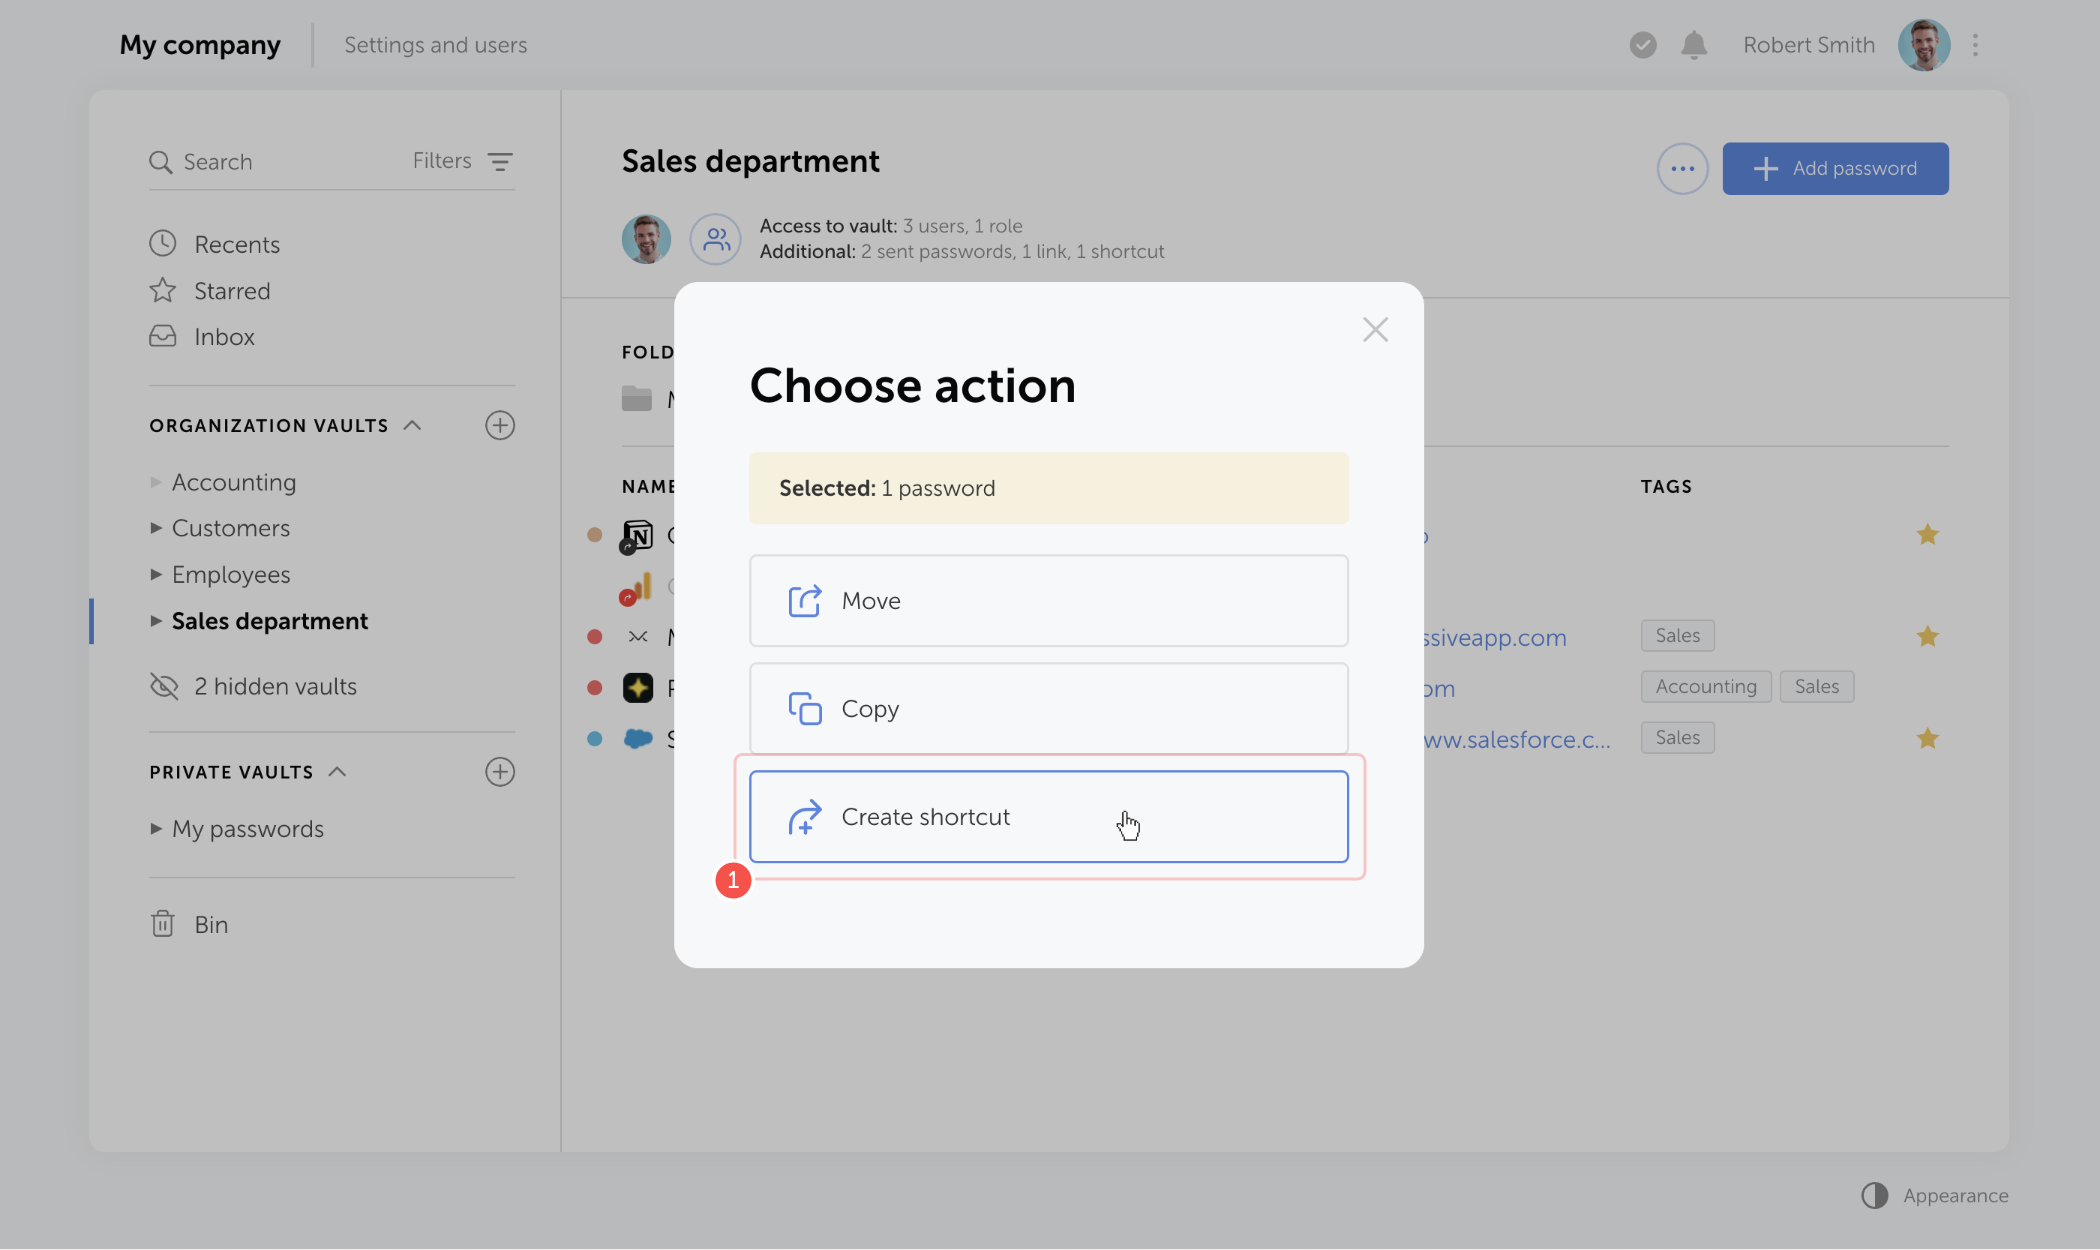 My company
Settings and users
Robert Smith
Search
Filters
Recents
Starred
Inbox
ORGANIZATION VAULTS
Accounting
Customers
Employees
Sales department
2 hidden vaults
PRIVATE VAULTS
My passwords
Bin
Sales department
Add password
Access to vault: 3 users, 1 role
Additional: 2 sent passwords, 1 link, 1 shortcut
FOLD
NAME
TAGS
ssiveapp.com
Sales
om
Accounting
Sales
ww.salesforce.c...
Sales
Choose action
Selected: 1 password
Move
Copy
Create shortcut
1
Appearance